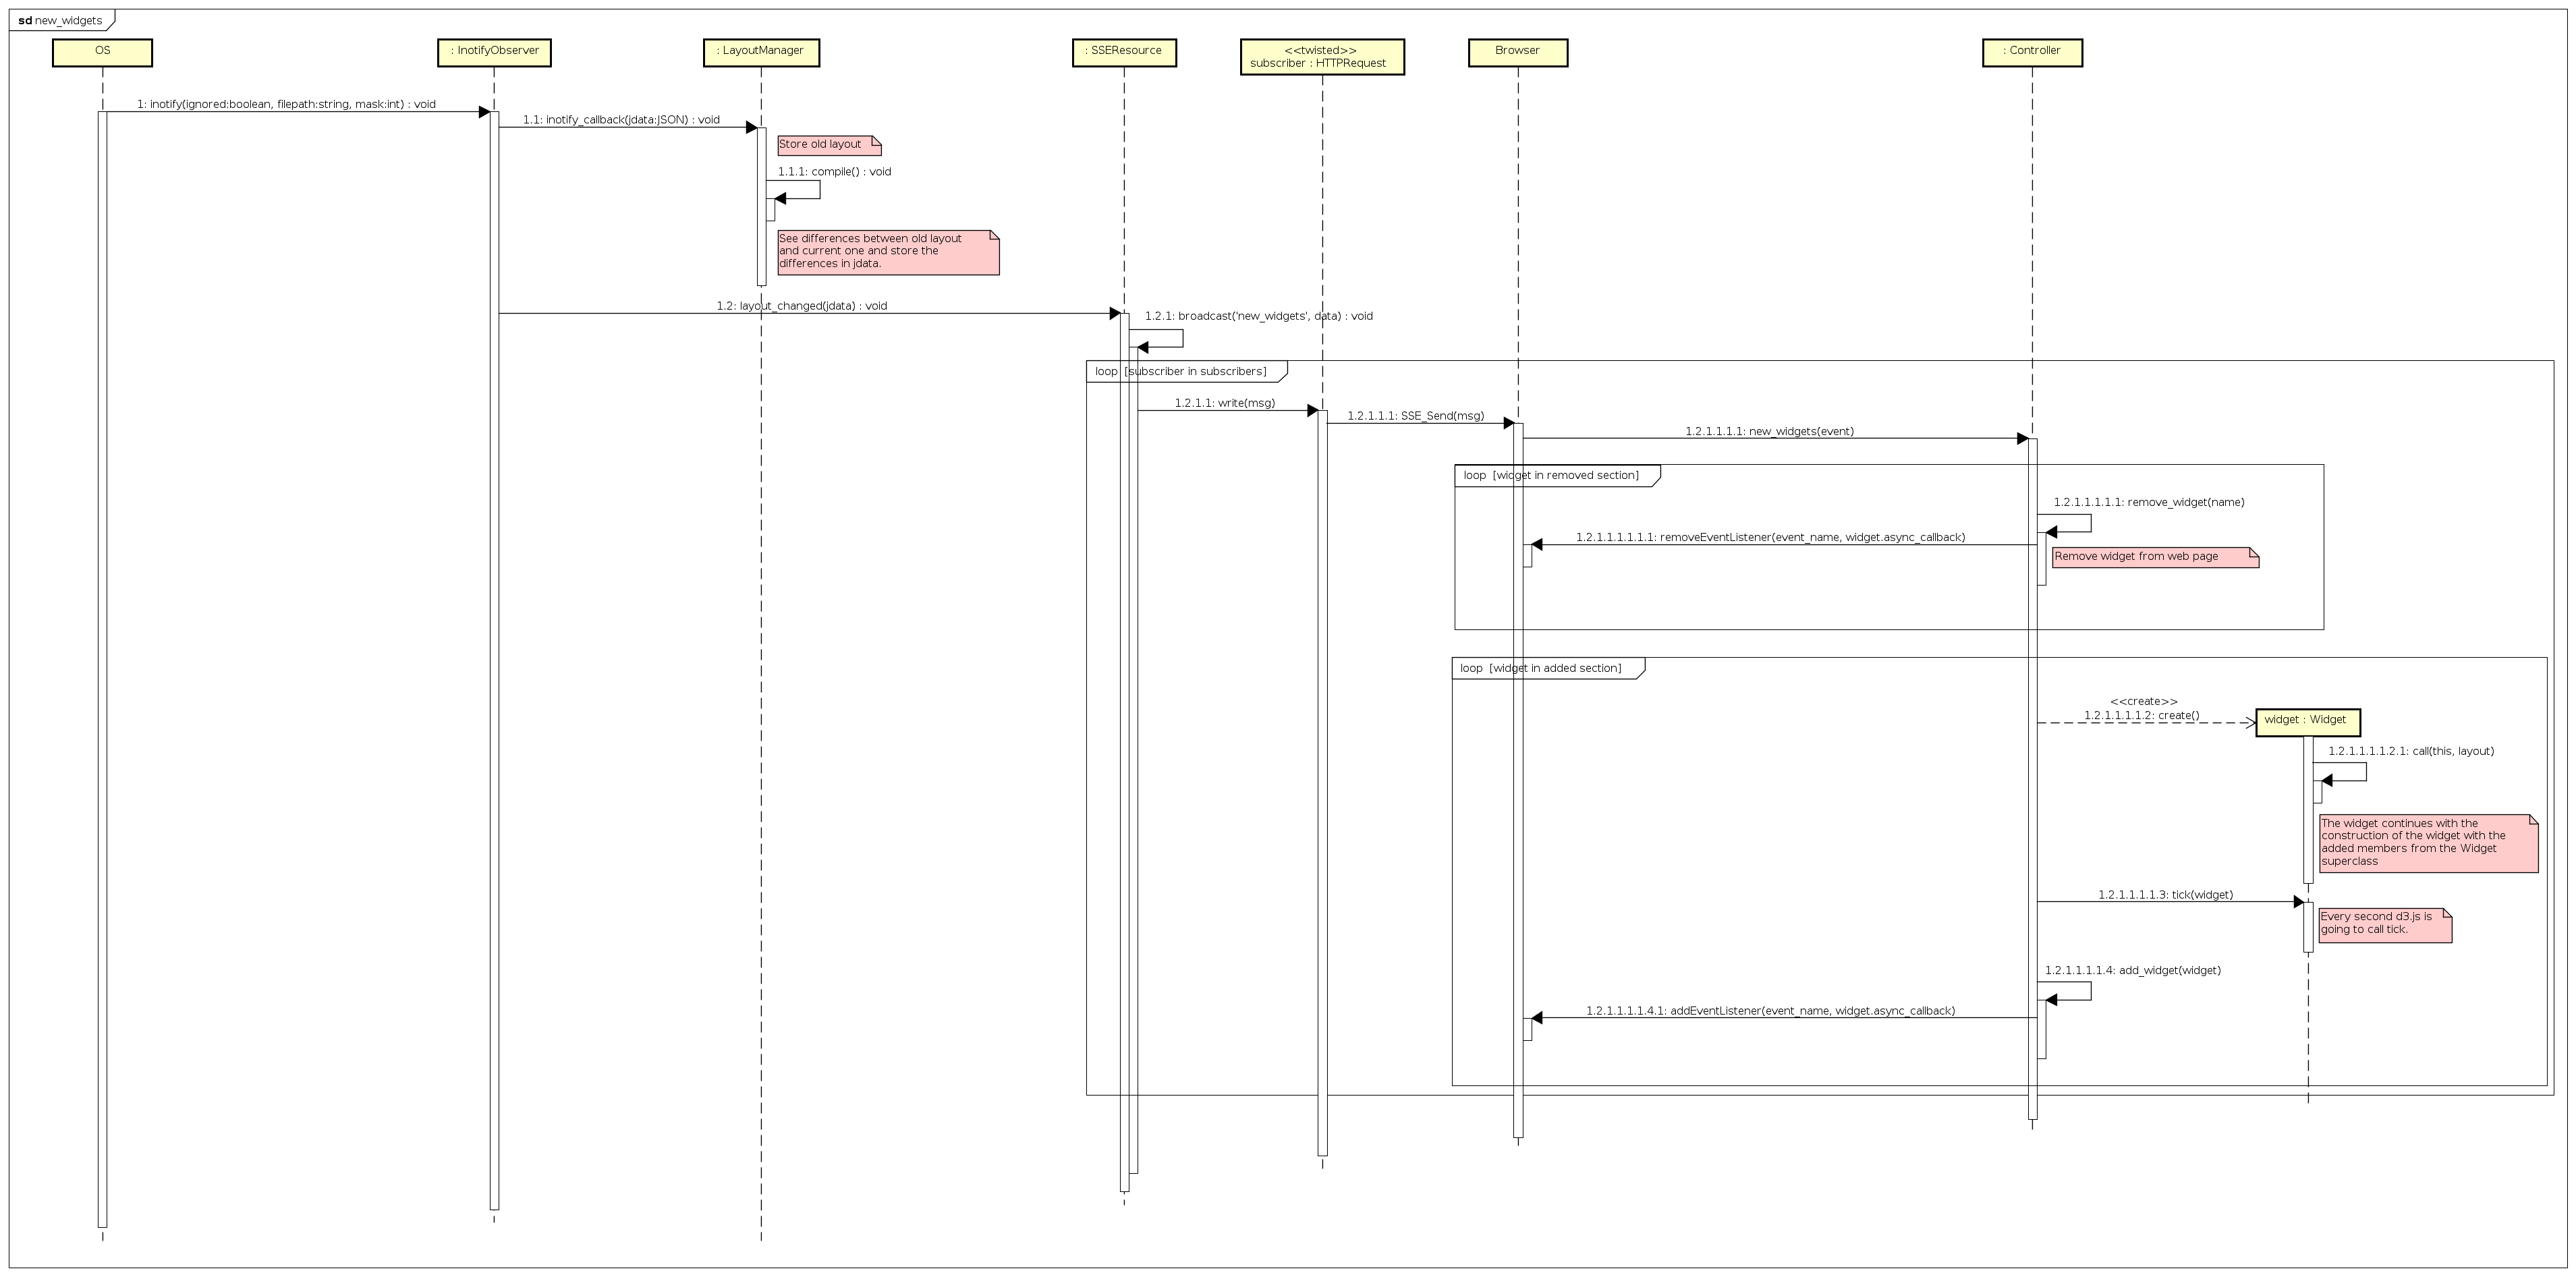 sd new_widgets
OS
: InotifyObserver
: LayoutManager
: SSEResource
<<twisted>>
subscriber : HTTPRequest
Browser
: Controller
1: inotify(ignored:boolean, filepath:string, mask:int) : void
1.1: inotify_callback(jdata:JSON) : void
Store old layout
1.1.1: compile() : void
See differences between old layout
and current one and store the
differences in jdata.
1.2: layout_changed(jdata) : void
1.2.1: broadcast('new_widgets', data) : void
loop [subscriber in subscribers]
1.2.1.1: write(msg)
1.2.1.1.1: SSE_Send(msg)
1.2.1.1.1.1: new_widgets(event)
loop [widget in removed section]
1.2.1.1.1.1.1: remove_widget(name)
1.2.1.1.1.1.1.1: removeEventListener(event_name, widget.async_callback)
Remove widget from web page
loop [widget in added section]
<<create>>
1.2.1.1.1.1.2: create()
widget : Widget
1.2.1.1.1.1.2.1: call(this, layout)
The widget continues with the
construction of the widget with the
added members from the Widget
superclass
1.2.1.1.1.1.3: tick(widget)
Every second d3.js is
going to call tick.
1.2.1.1.1.1.4: add_widget(widget)
1.2.1.1.1.1.4.1: addEventListener(event_name, widget.async_callback)